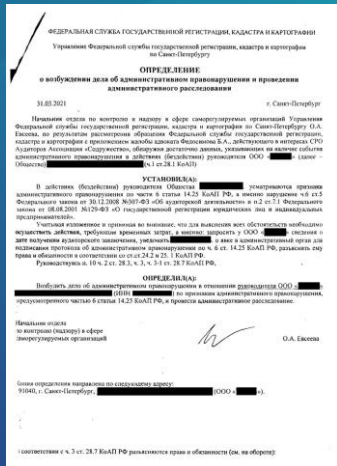 ФЕДЕРАЛЬНАЯ СЛУЖБА ГОСУДАРСТВЕННОЙ РЕГИСТРАЦИИ, КАДАСТРА И КАРТОГРАФИИ
Управление Федеральной службы государственной регистрации, кадастра и картографии
по Санкт-Петербургу
ОПРЕДЕЛЕНИЕ
о возбуждении дела об административном правонарушении и проведении
административного расследования
31.03.2021 г. Санкт-Петербург
Начальник отдела по контролю и надзору в сфере саморегулируемых организаций Управления
Федеральной службы государственной регистрации, кадастра и картографии по Санкт-Петербургу О.А.
Евсеева, по результатам рассмотрения обращения Федеральной службы государственной регистрации,
кадастра и картографии с приложением жалобы адвоката Федосимова Б.А., действующего в интересах СРО
Аудиторов Ассоциация «Содружество», обнаружив достаточно данных, указывающих на наличие события
административного правонарушения в действиях (бездействии) руководителя ООО « » (далее –
Общество) (ч.1 ст.28.1 КоАП)
УСТАНОВИЛ(А):
В действиях (бездействии) руководителя Общества усматриваются признаки
административного правонарушения по части 6 статьи 14.25 КоАП РФ, а именно нарушение ч.6 ст.5
Федерального закона от 30.12.2008 №307-ФЗ «Об аудиторской деятельности» и п.2 ст.7.1 Федерального
закона от 08.08.2001 №129-ФЗ «О государственной регистрации юридических лиц и индивидуальных
предпринимателей».
Учитывая изложенное и принимая во внимание, что для выяснения всех обстоятельств необходимо
осуществить действия, требующие временных затрат, а именно: запросить у ООО « » сведения о
дате получения аудиторского заключения, уведомить о явке в административный орган для
подписания протокола об административном правонарушении по ч. 6 ст. 14.25 КоАП РФ, разъяснить ему
права и обязанности в соответствии со ст.ст.24.2 и 25.1 КоАП РФ.
Руководствуясь п. 10 ч. 2 ст. 28.3, ч. 3, ч. 3-1 ст. 28.7 КоАП РФ,
ОПРЕДЕЛИЛ(А):
Возбудить дело об административном правонарушении в отношении руководителя ООО «
(ИНН ) по признакам административного правонарушения,
предусмотренного частью 6 статьи 14.25 КоАП РФ, и провести административное расследование.
Начальник отдела
по контролю (надзору) в сфере
саморегулируемых организаций О.А. Евсеева
определения направлена по следующему адресу:
91040, г. Санкт-Петербург, (ООО « »).
соответствии с ч. 3 ст. 28.7 КоАП РФ разъясняются права и обязанности (см. на обороте):